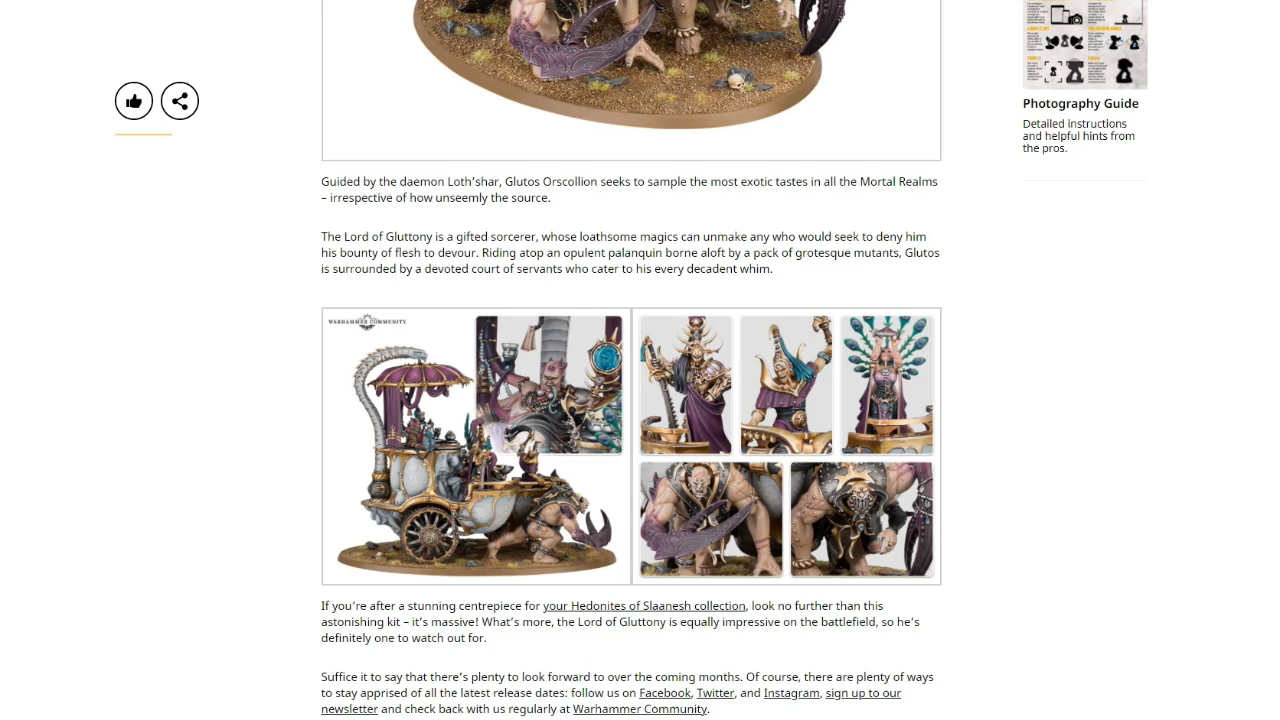 Photography Guide
Detailed instructions
and helpful hints from
the pros.
Guided by the daemon Loth’shar, Glutos Orscollion seeks to sample the most exotic tastes in all the Mortal Realms
– irrespective of how unseemly the source.
The Lord of Gluttony is a gifted sorcerer, whose loathsome magics can unmake any who would seek to deny him
his bounty of flesh to devour. Riding atop an opulent palanquin borne aloft by a pack of grotesque mutants, Glutos
is surrounded by a devoted court of servants who cater to his every decadent whim.
WARHAMMER COMMUNITY
If you’re after a stunning centrepiece for your Hedonites of Slaanesh collection, look no further than this
astonishing kit – it’s massive! What’s more, the Lord of Gluttony is equally impressive on the battlefield, so he’s
definitely one to watch out for.
Suffice it to say that there’s plenty to look forward to over the coming months. Of course, there are plenty of ways
to stay apprised of all the latest release dates: follow us on Facebook, Twitter, and Instagram, sign up to our
newsletter and check back with us regularly at Warhammer Community.